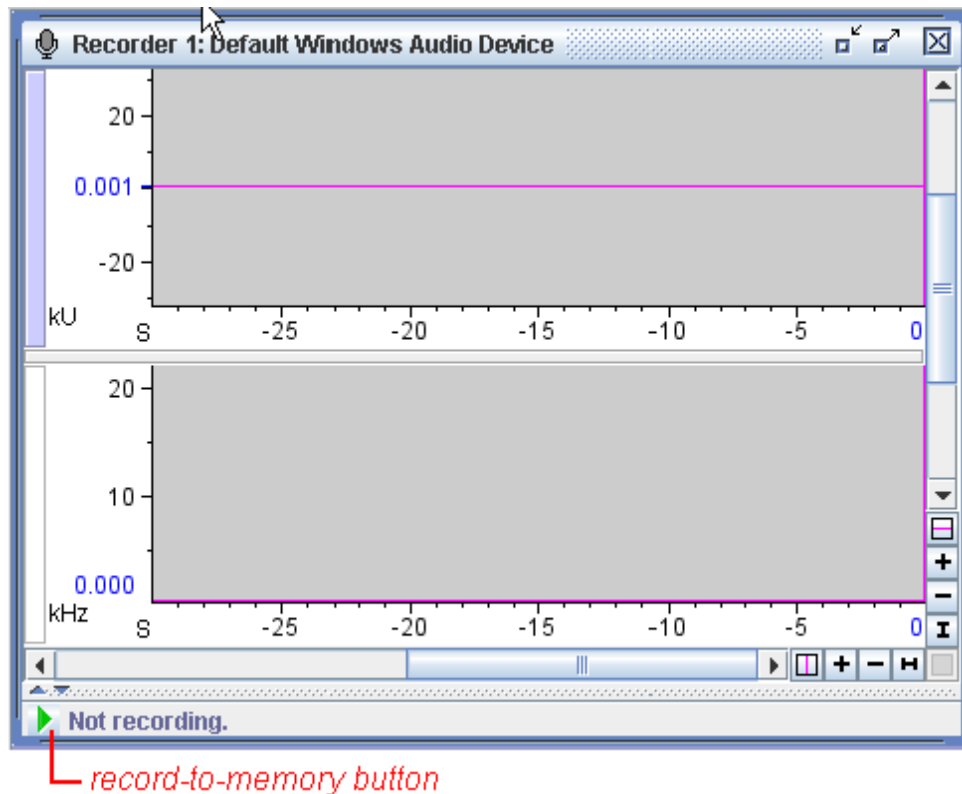 Recorder 1: Default Windows Audio Device
20
0.001
-20
kU
S -25 -20 -15 -10 -5 0
20
10
0.000
kHz
S -25 -20 -15 -10 -5 0
Not recording.
record-to-memory button